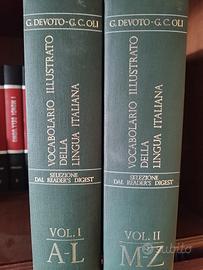 G. DEVOTO - G. C. OLI
VOCABOLARIO ILLUSTRATO
DELLA
LINGUA ITALIANA
SELEZIONE
DAL READER'S DIGEST
VOL. I
A-L
G. DEVOTO - G. C. OLI
VOCABOLARIO ILLUSTRATO
DELLA
LINGUA ITALIANA
SELEZIONE
DAL READER'S DIGEST
VOL. II
M-Z
subito